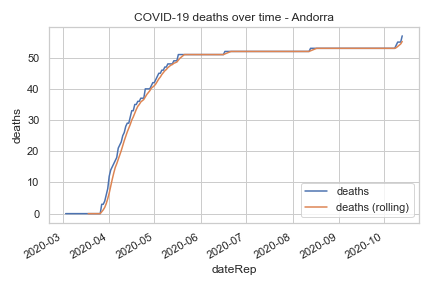 COVID-19 deaths over time - Andorra
50
40
30
20
10
0
deaths
2020-03
2020-04
2020-05
2020-06
2020-07
2020-08
2020-09
2020-10
dateRep
deaths
deaths (rolling)